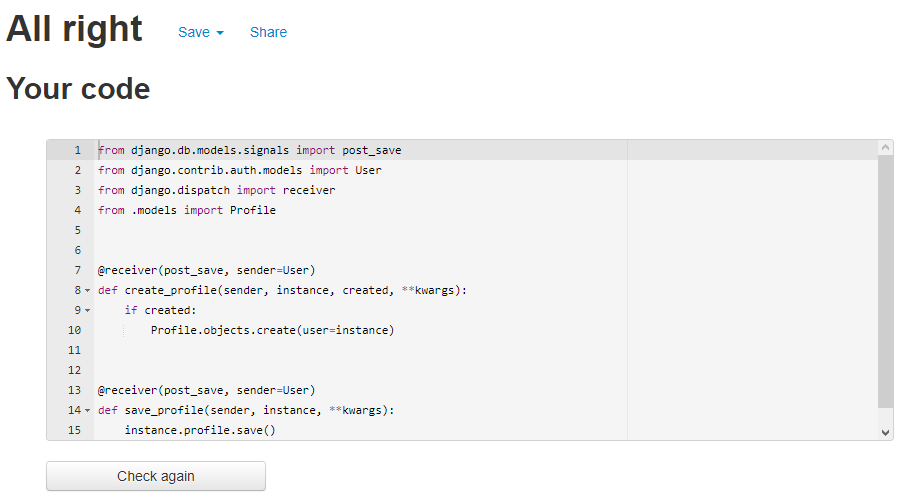 All right
Save
Share
Your code
1 from django.db.models.signals import post_save
2 from django.contrib.auth.models import User
3 from django.dispatch import receiver
4 from .models import Profile
5
6
7 @receiver(post_save, sender=User)
8 def create_profile(sender, instance, created, **kwargs):
9     if created:
10         Profile.objects.create(user=instance)
11
12
13 @receiver(post_save, sender=User)
14 def save_profile(sender, instance, **kwargs):
15     instance.profile.save()
Check again